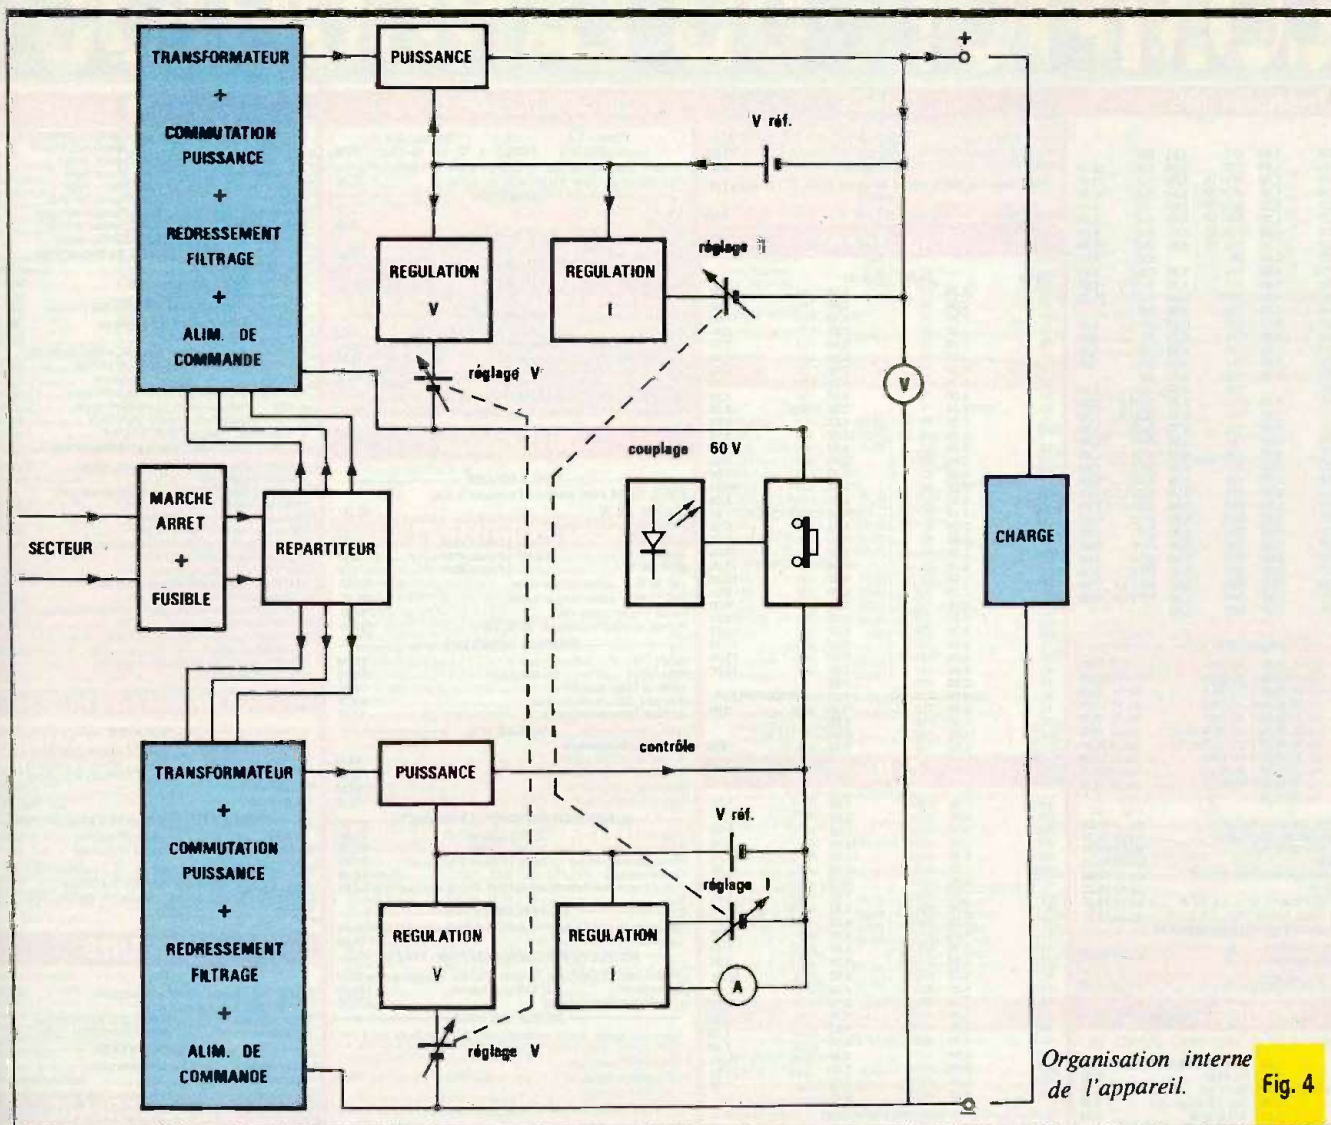 TRANSFORMATEUR
+
COMMUTATION
PUISSANCE
+
REDRESSEMENT
FILTRAGE
+
ALIM. DE
COMMANDE
PUISSANCE
+
V réf.
REGULATION
V
REGULATION
I
réglage I
réglage V
V
couplage 60 V
SECTEUR
MARCHE
ARRET
+
FUSIBLE
REPARTITEUR
CHARGE
TRANSFORMATEUR
+
COMMUTATION
PUISSANCE
+
REDRESSEMENT
FILTRAGE
+
ALIM. DE
COMMANDE
PUISSANCE
contrôle
V réf.
réglage I
REGULATION
V
REGULATION
I
A
réglage V
Organisation interne
de l'appareil.
Fig. 4